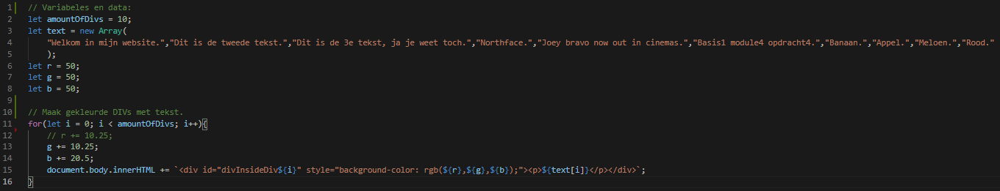 1 // Variabeles en data:
2 let amountOfDivs = 10;
3 let text = new Array(
4 "Welkom in mijn website.","Dit is de tweede tekst.","Dit is de 3e tekst, ja je weet toch.","Northface.","Joey bravo now out in cinemas.","Basis1 module4 opdracht4.","Banaan.","Appel.","Meloen.","Rood."
5 );
6 let r = 50;
7 let g = 50;
8 let b = 50;
9
10 // Maak gekleurde DIVs met tekst.
11 for(let i = 0; i < amountOfDivs; i++){
12 // r += 10.25;
13 g += 10.25;
14 b += 20.5;
15 document.body.innerHTML += `<div id="divInsideDiv${i}" style="background-color: rgb(${r},${g},${b});"><p>${text[i]}</p></div>`;
16 }